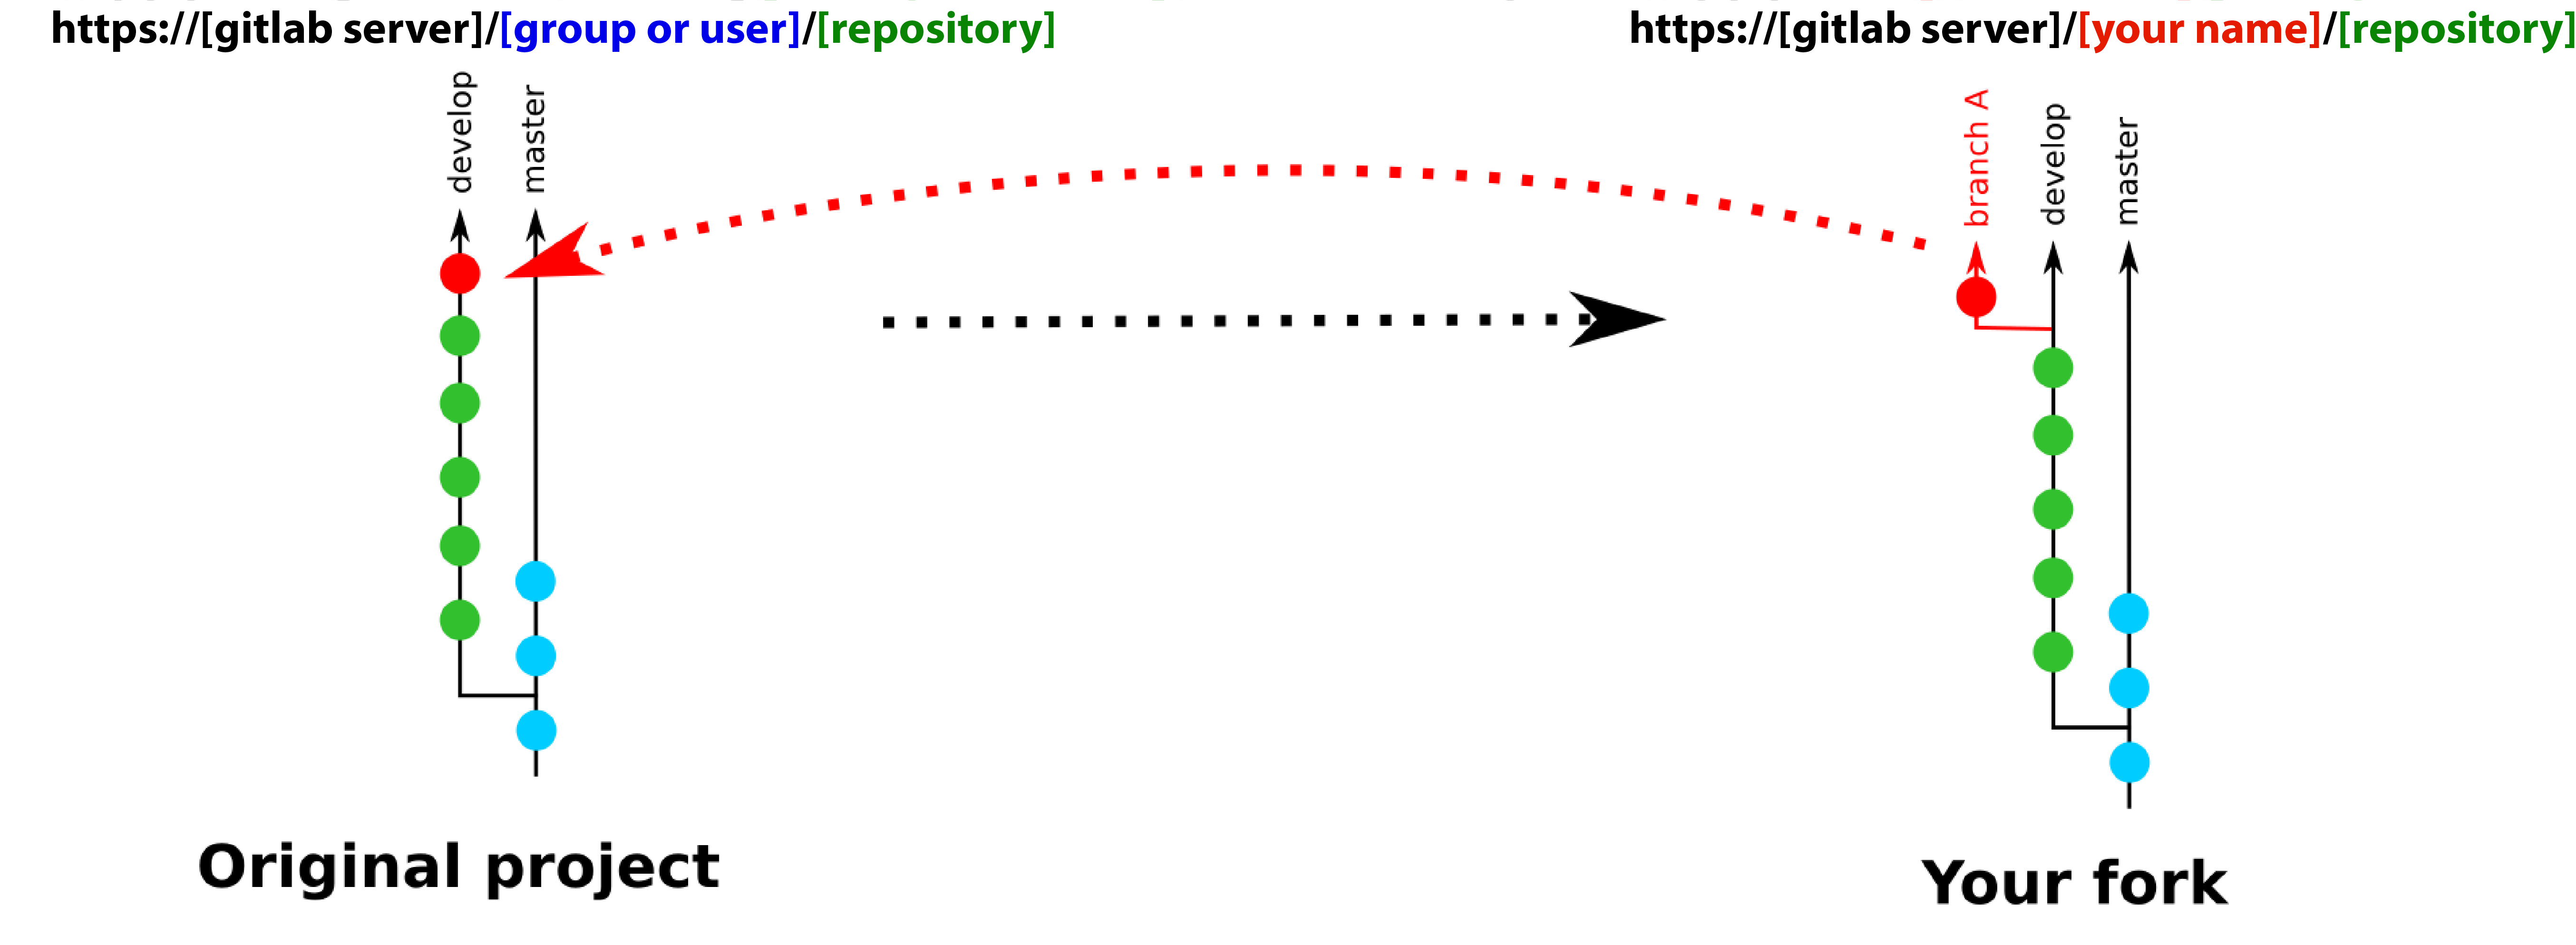 https://[gitlab server]/[group or user]/[repository]
https://[gitlab server]/[your name]/[repository]
develop
master
branch A
develop
master
Original project
Your fork